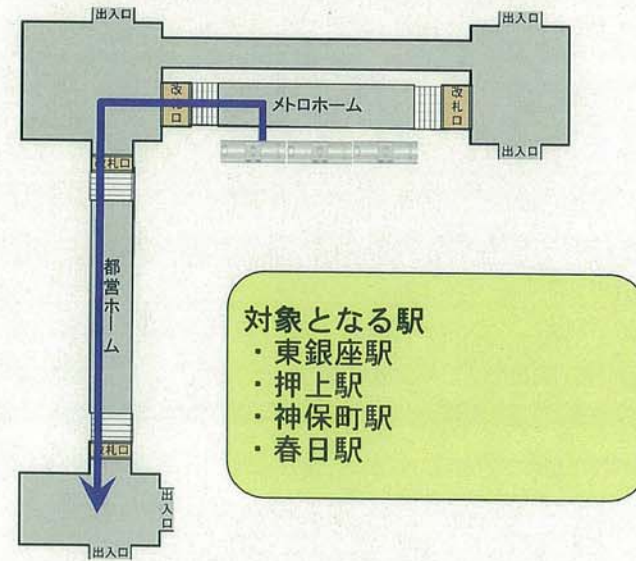 出入口
出入口
改札口
メトロホーム
改札口
出入口
改札口
都営ホーム
対象となる駅
・東銀座駅
・押上駅
・神保町駅
・春日駅
改札口
出入口
出入口